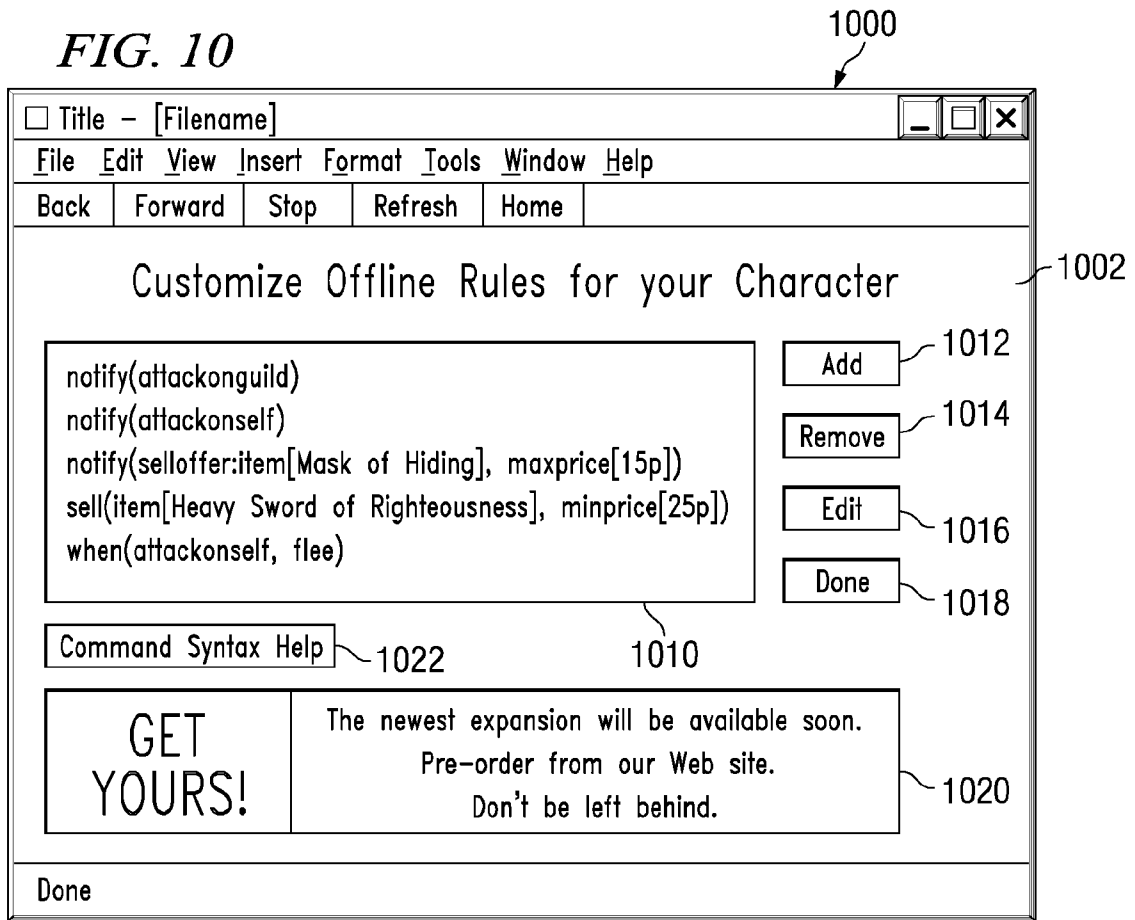 FIG. 10
1000
Title – [Filename]
File Edit View Insert Format Tools Window Help
Back Forward Stop Refresh Home
Customize Offline Rules for your Character
1002
notify(attackonguild)
notify(attackonself)
notify(selloffer:item[Mask of Hiding], maxprice[15p])
sell(item[Heavy Sword of Righteousness], minprice[25p])
when(attackonself, flee)
Add
1012
Remove
1014
Edit
1016
Done
1018
1010
Command Syntax Help
1022
GET
YOURS!
The newest expansion will be available soon.
Pre-order from our Web site.
Don't be left behind.
1020
Done